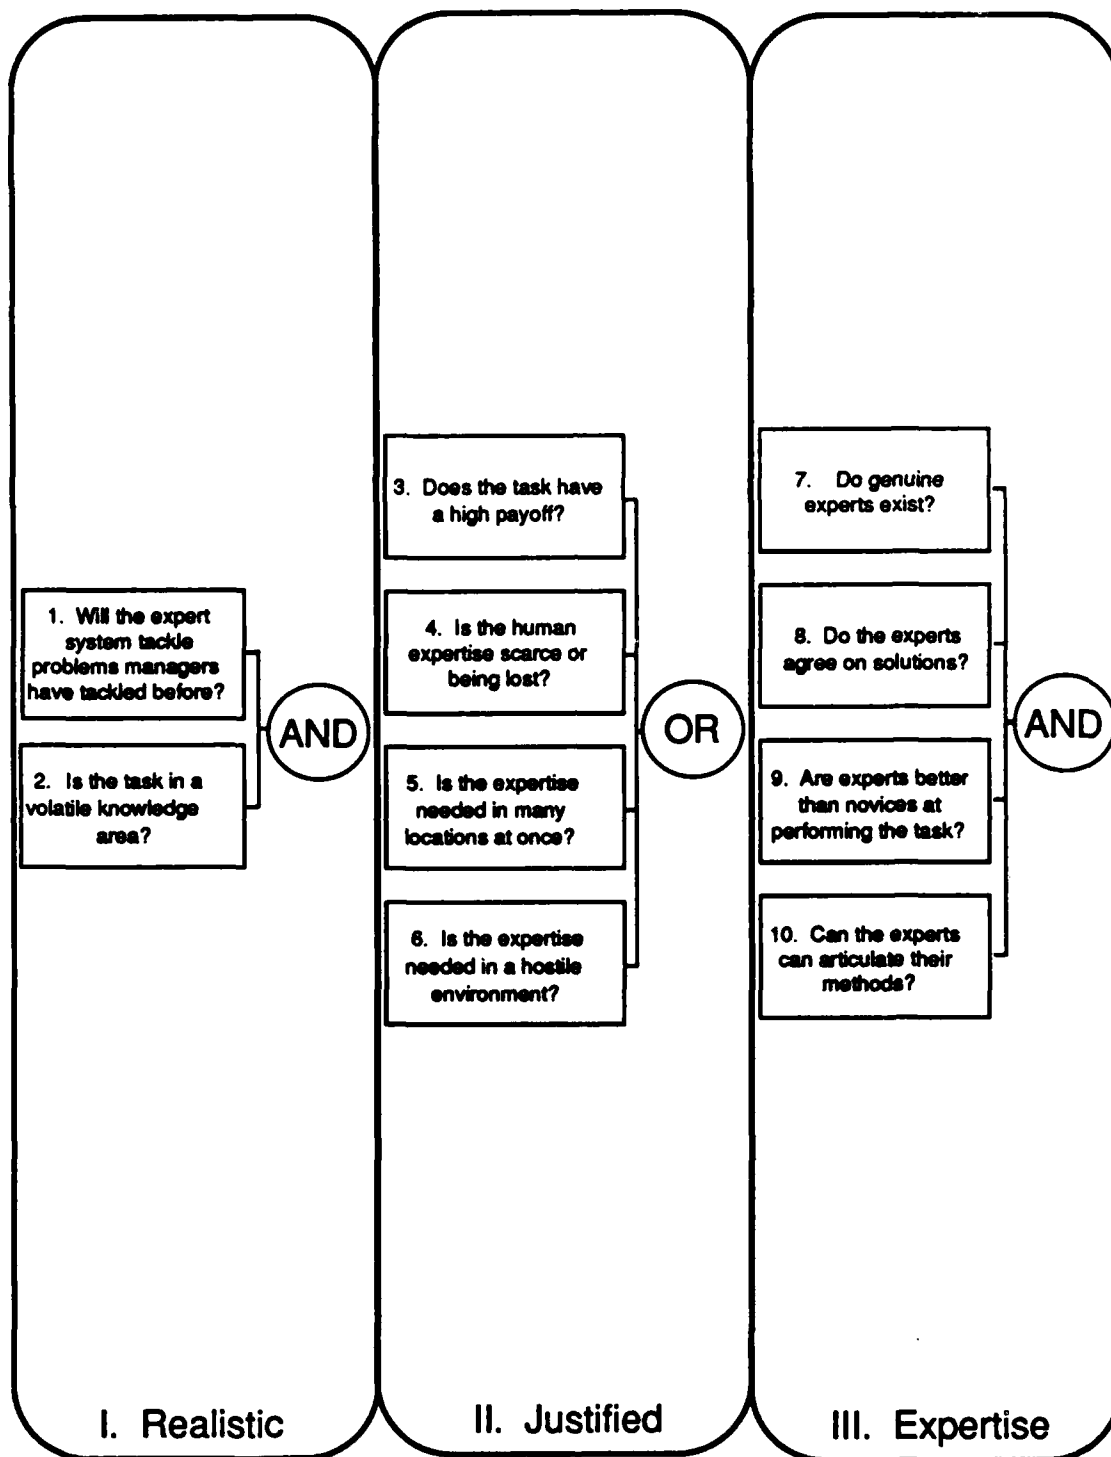 1. Will the expert
system tackle
problems managers
have tackled before?
2. Is the task in a
volatile knowledge
area?
AND
I. Realistic
3. Does the task have
a high payoff?
4. Is the human
expertise scarce or
being lost?
5. Is the expertise
needed in many
locations at once?
6. Is the expertise
needed in a hostile
environment?
OR
II. Justified
7. Do genuine
experts exist?
8. Do the experts
agree on solutions?
9. Are experts better
than novices at
performing the task?
10. Can the experts
can articulate their
methods?
AND
III. Expertise